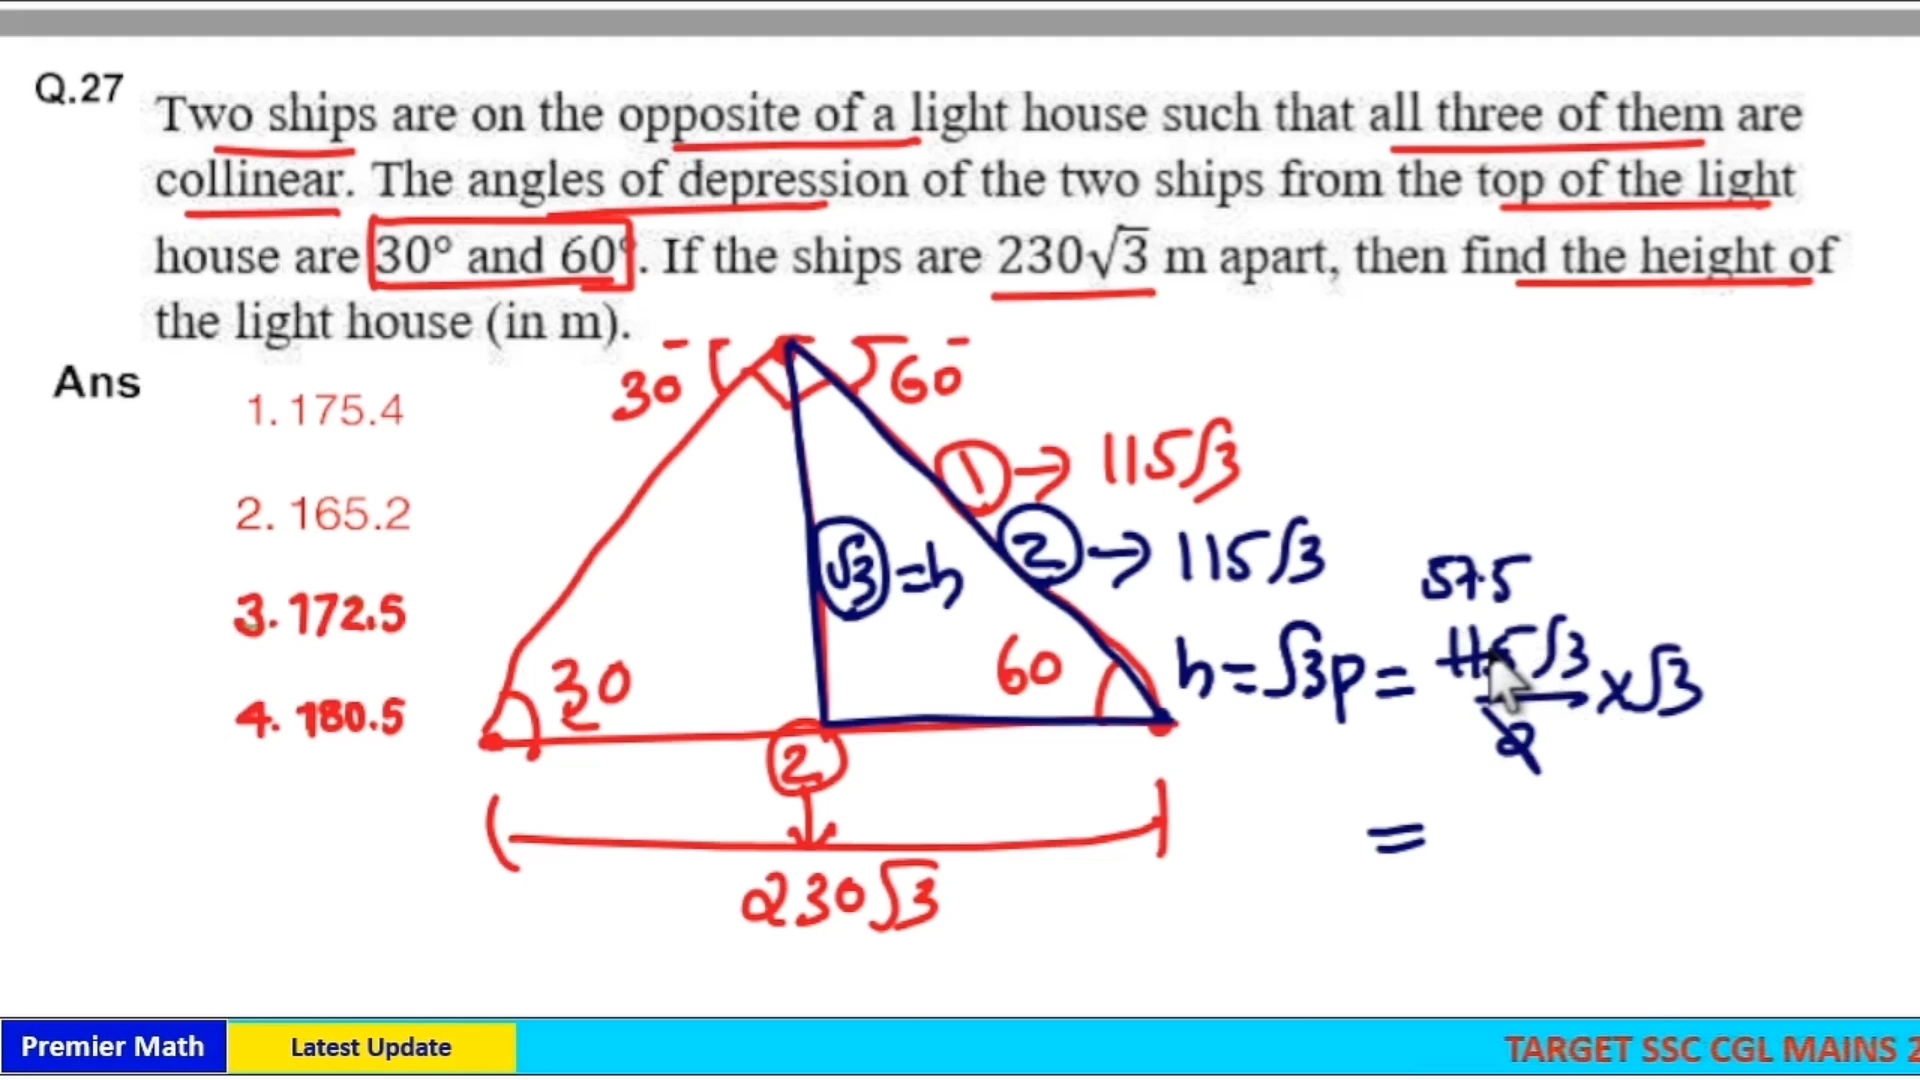 Q.27
Two ships are on the opposite of a light house such that all three of them are
collinear. The angles of depression of the two ships from the top of the light
house are 30° and 60°. If the ships are 230√3 m apart, then find the height of
the light house (in m).
Ans
1. 175.4
2. 165.2
3. 172.5
4. 180.5
30
60
1 → 115√3
√3 = h
2 → 115√3
57.5
30
60
h = √3p = 115√3/2 × √3
2
=
230√3
Premier Math
Latest Update
TARGET SSC CGL MAINS 2